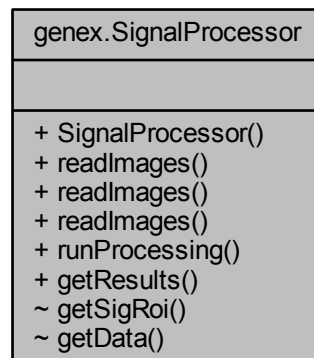 genex.SignalProcessor
+ SignalProcessor()
+ readImages()
+ readImages()
+ readImages()
+ runProcessing()
+ getResults()
~ getSigRoi()
~ getData()